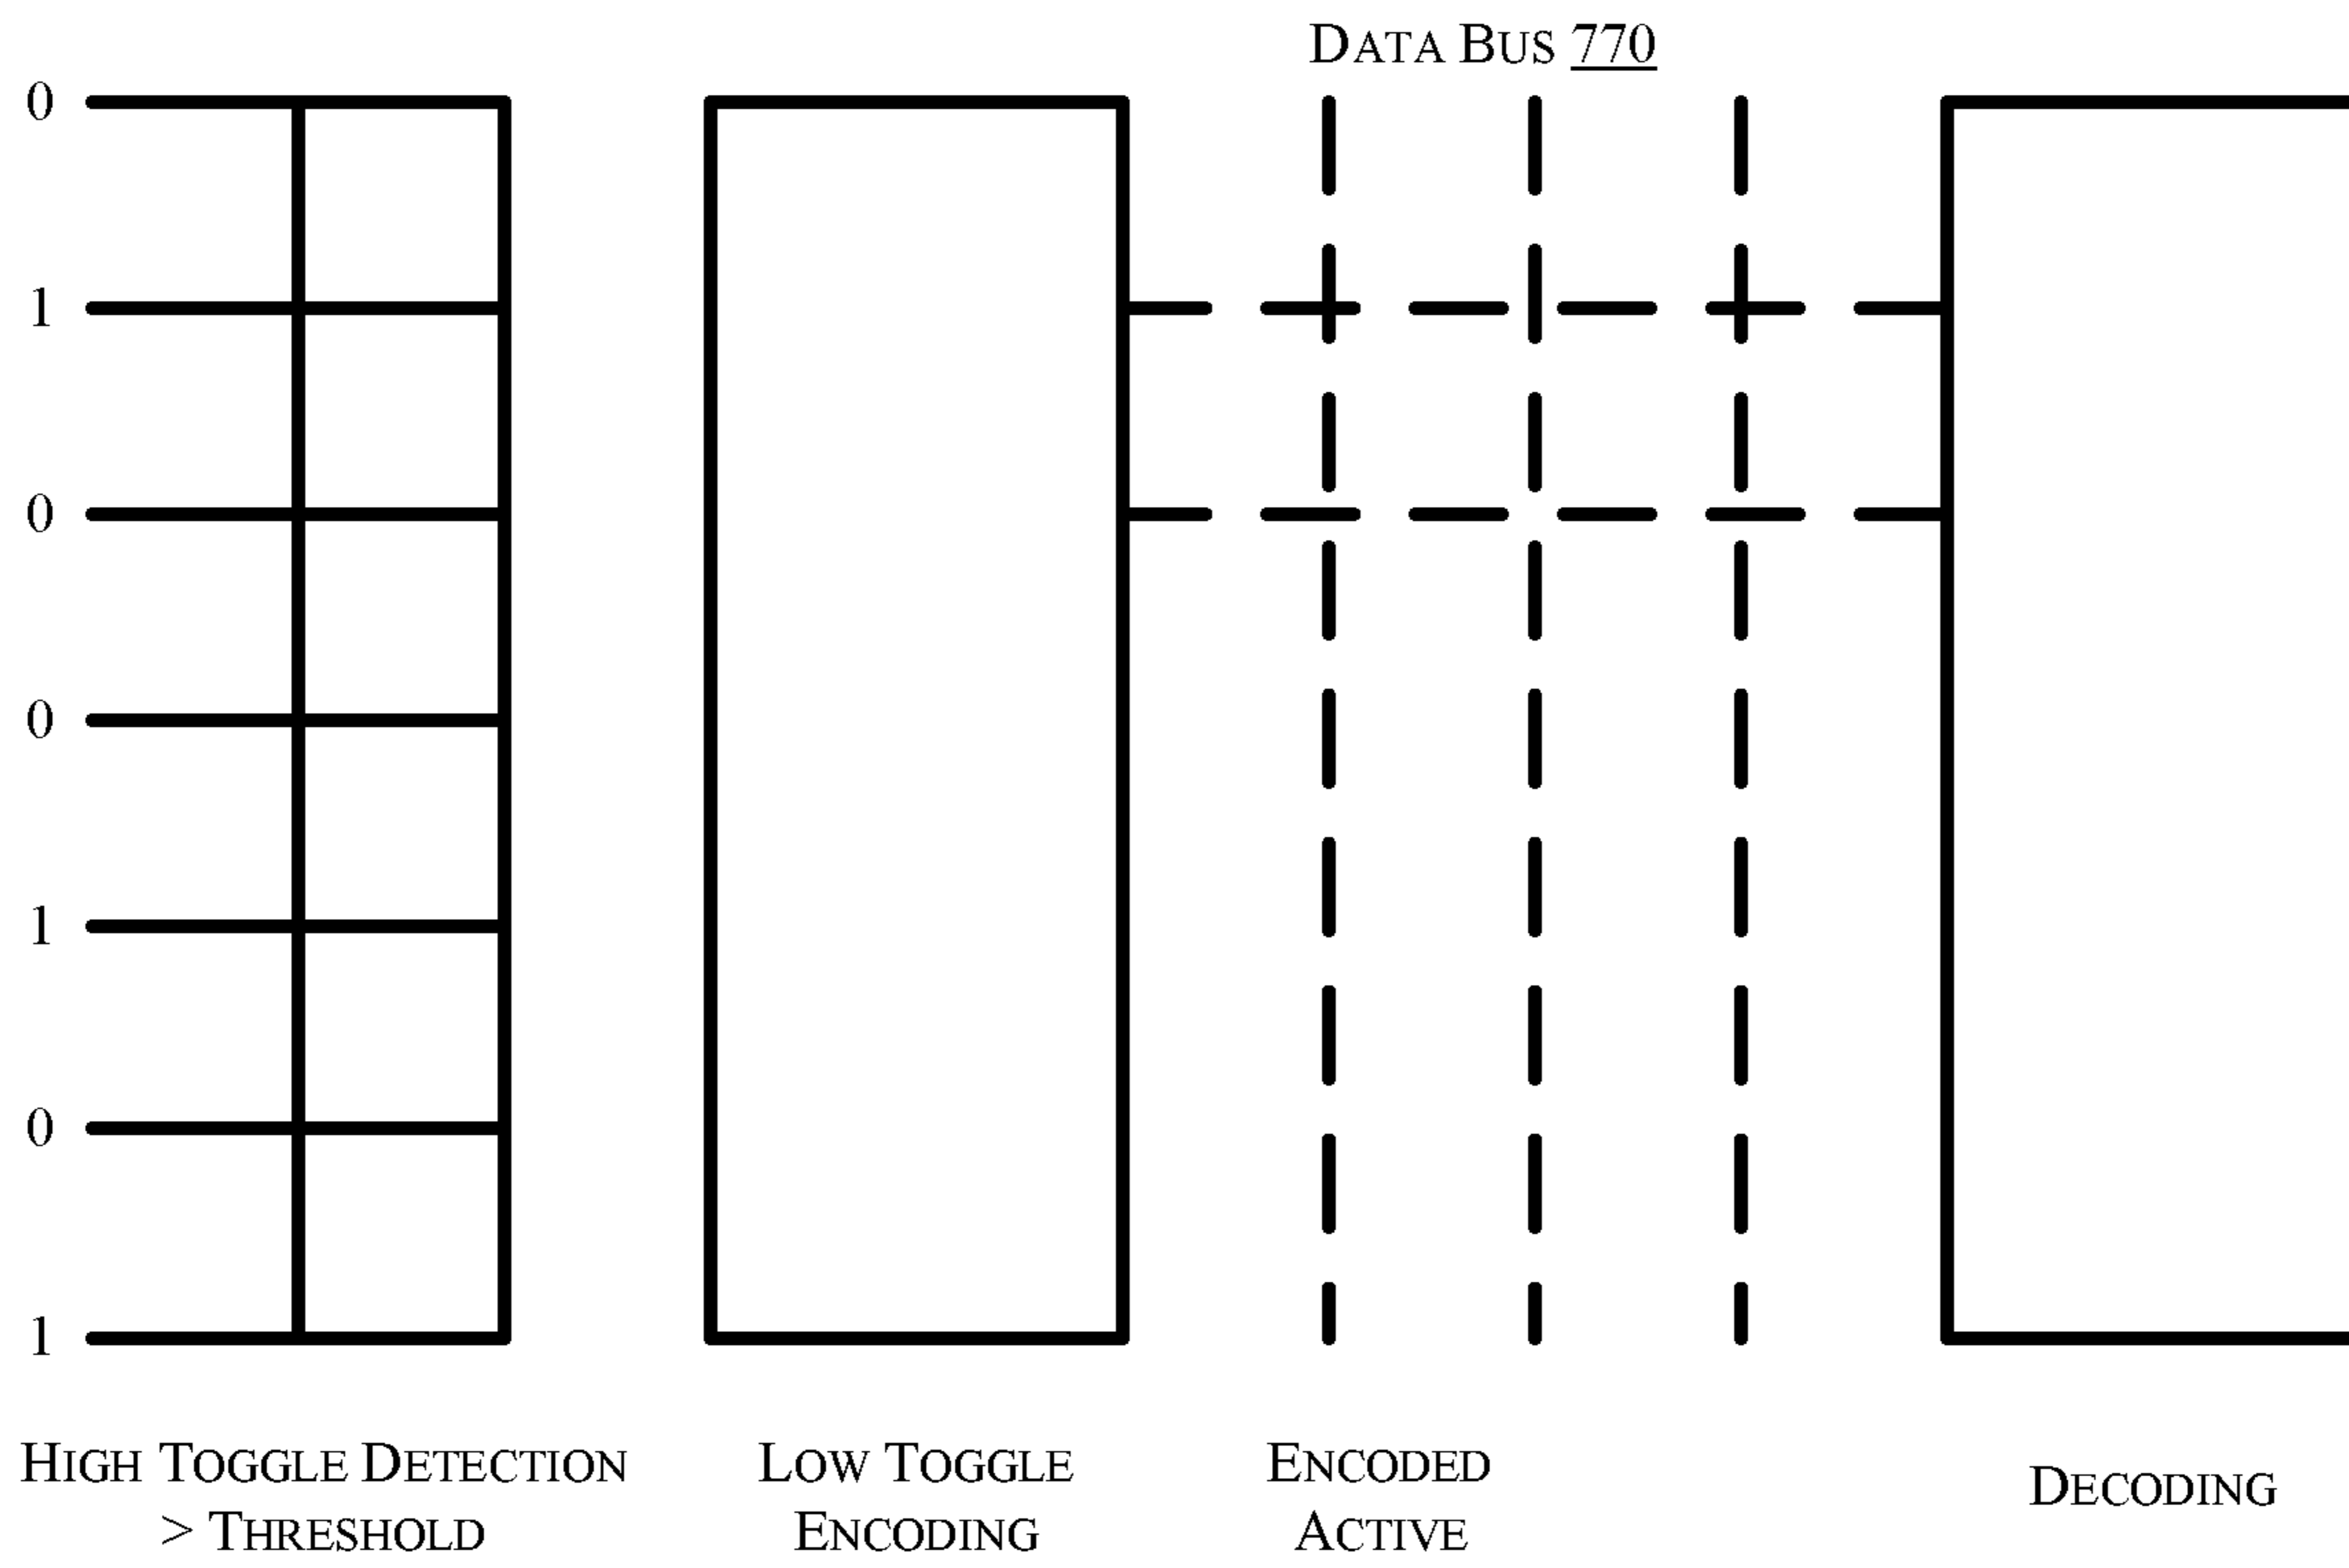 DATA BUS 770
0
1
0
0
1
0
1
HIGH TOGGLE DETECTION
> THRESHOLD
LOW TOGGLE
ENCODING
ENCODED
ACTIVE
DECODING